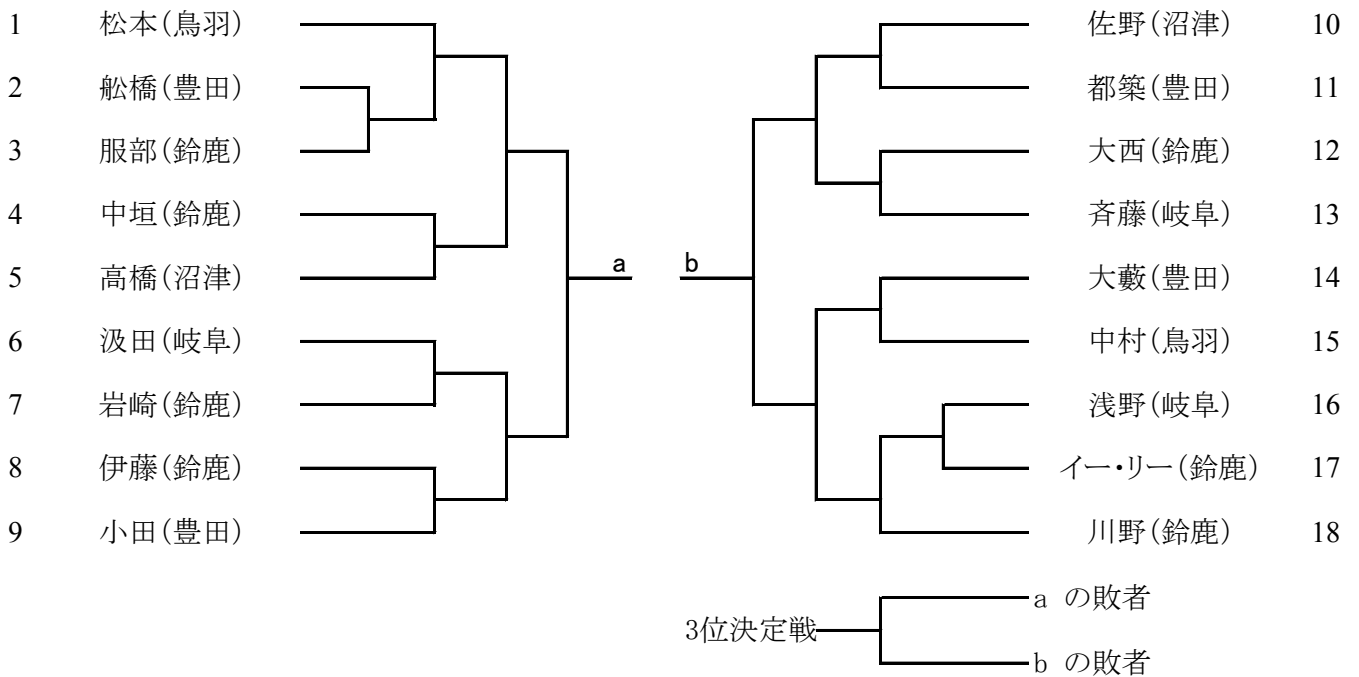 1 松本(鳥羽) 佐野(沼津) 10
2 舩橋(豊田) 都築(豊田) 11
3 服部(鈴鹿) 大西(鈴鹿) 12
4 中垣(鈴鹿) 斉藤(岐阜) 13
5 高橋(沼津) a b 大藪(豊田) 14
6 汲田(岐阜) 中村(鳥羽) 15
7 岩崎(鈴鹿) 浅野(岐阜) 16
8 伊藤(鈴鹿) イー・リー(鈴鹿) 17
9 小田(豊田) 川野(鈴鹿) 18
a の敗者
3位決定戦
b の敗者